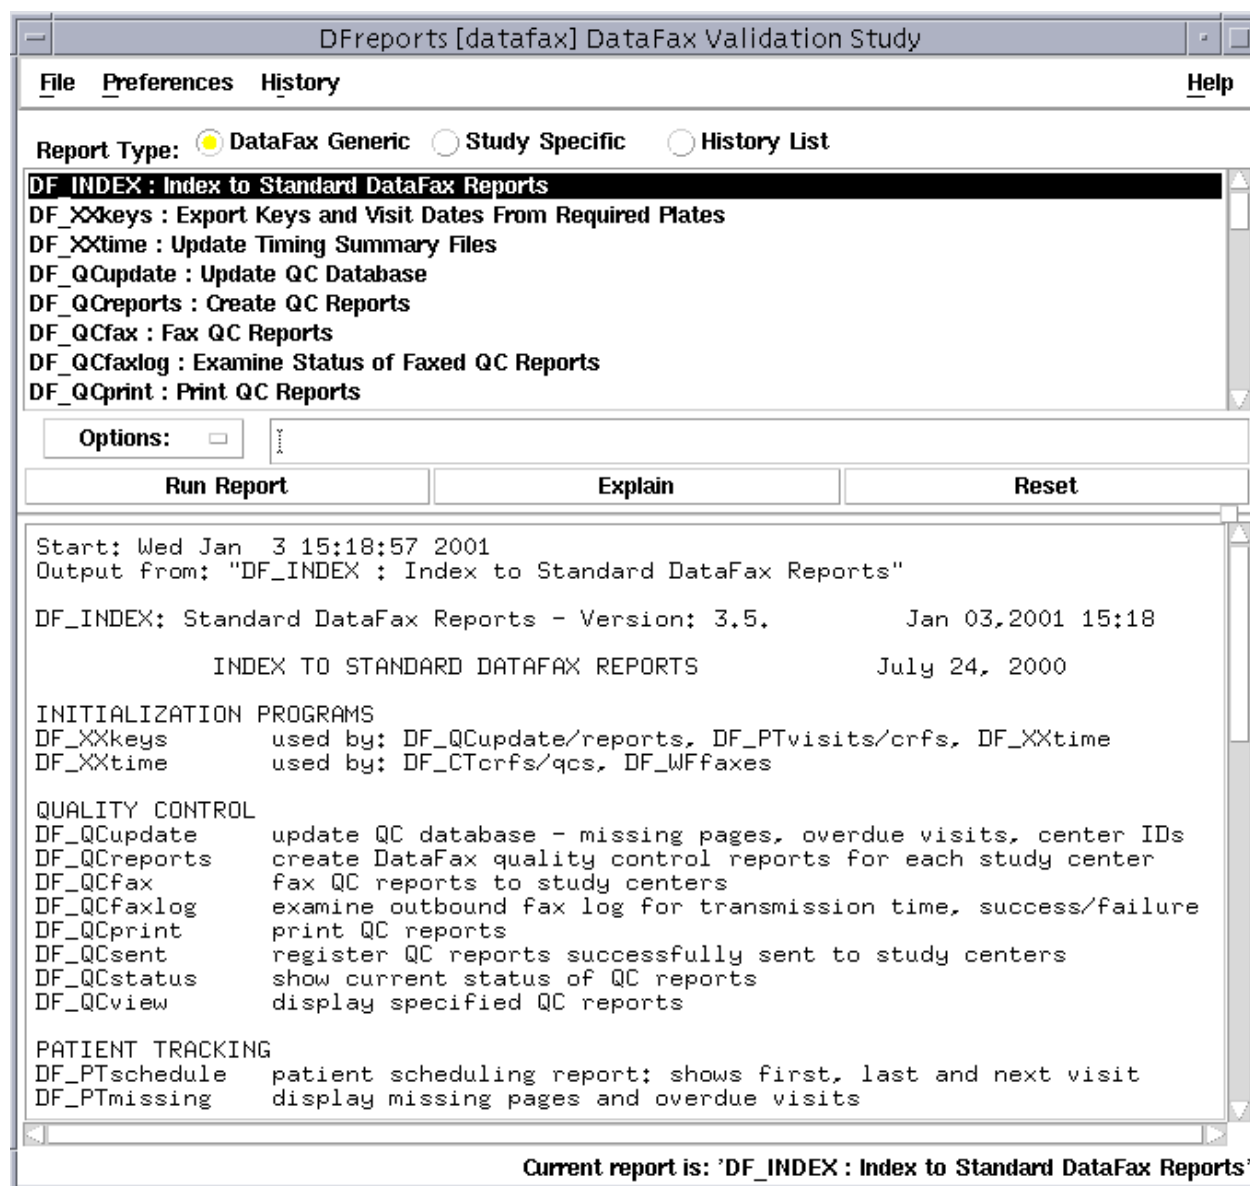 DFreports [datafax] DataFax Validation Study
File Preferences History Help
Report Type: DataFax Generic Study Specific History List
DF_INDEX : Index to Standard DataFax Reports
DF_XXkeys : Export Keys and Visit Dates From Required Plates
DF_XXtime : Update Timing Summary Files
DF_QCupdate : Update QC Database
DF_QCreports : Create QC Reports
DF_QCfax : Fax QC Reports
DF_QCfaxlog : Examine Status of Faxed QC Reports
DF_QCprint : Print QC Reports
Options:
Run Report Explain Reset
Start: Wed Jan  3 15:18:57 2001
Output from: "DF_INDEX : Index to Standard DataFax Reports"
DF_INDEX: Standard DataFax Reports - Version: 3.5. Jan 03,2001 15:18
INDEX TO STANDARD DATAFAX REPORTS July 24, 2000
INITIALIZATION PROGRAMS
DF_XXkeys used by: DF_QCupdate/reports, DF_PTvisits/crfs, DF_XXtime
DF_XXtime used by: DF_CTcrfs/qcs, DF_WFfaxes
QUALITY CONTROL
DF_QCupdate update QC database - missing pages, overdue visits, center IDs
DF_QCreports create DataFax quality control reports for each study center
DF_QCfax fax QC reports to study centers
DF_QCfaxlog examine outbound fax log for transmission time, success/failure
DF_QCprint print QC reports
DF_QCsent register QC reports successfully sent to study centers
DF_QCstatus show current status of QC reports
DF_QCview display specified QC reports
PATIENT TRACKING
DF_PTschedule patient scheduling report: shows first, last and next visit
DF_PTmissing display missing pages and overdue visits
Current report is: 'DF_INDEX : Index to Standard DataFax Reports'